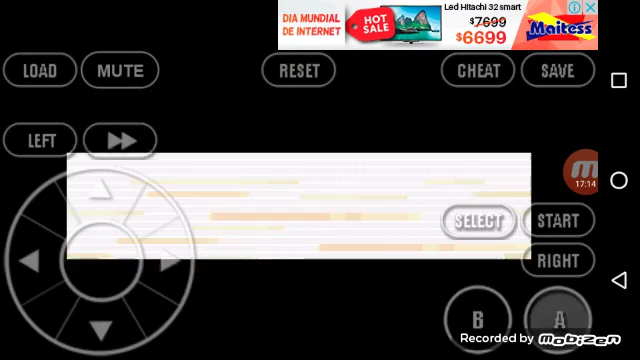 DIA MUNDIAL
DE INTERNET
HOT
SALE
Led Hitachi 32 smart
$7699
$6699
Maitess
LOAD
MUTE
RESET
CHEAT
SAVE
LEFT
17:14
SELECT
START
RIGHT
B
A
Recorded by mobizen